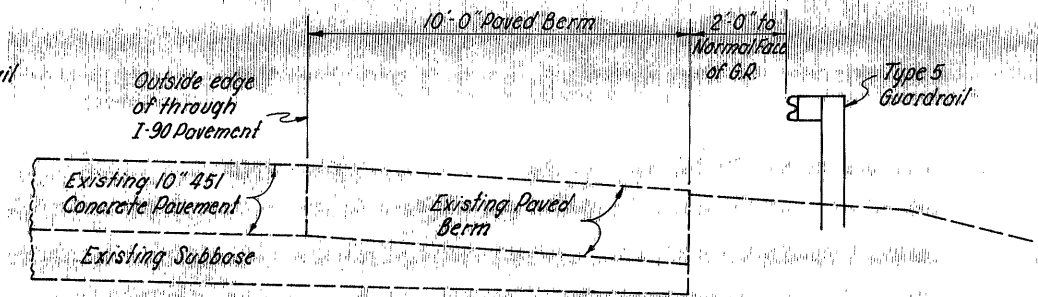 10'-0" Paved Berm
2'-0" to
Normal Face
of G.R.
Outside edge
of through
I-90 Pavement
Type 5
Guardrail
Existing 10" 451
Concrete Pavement
Existing Paved
Berm
Existing Subbase